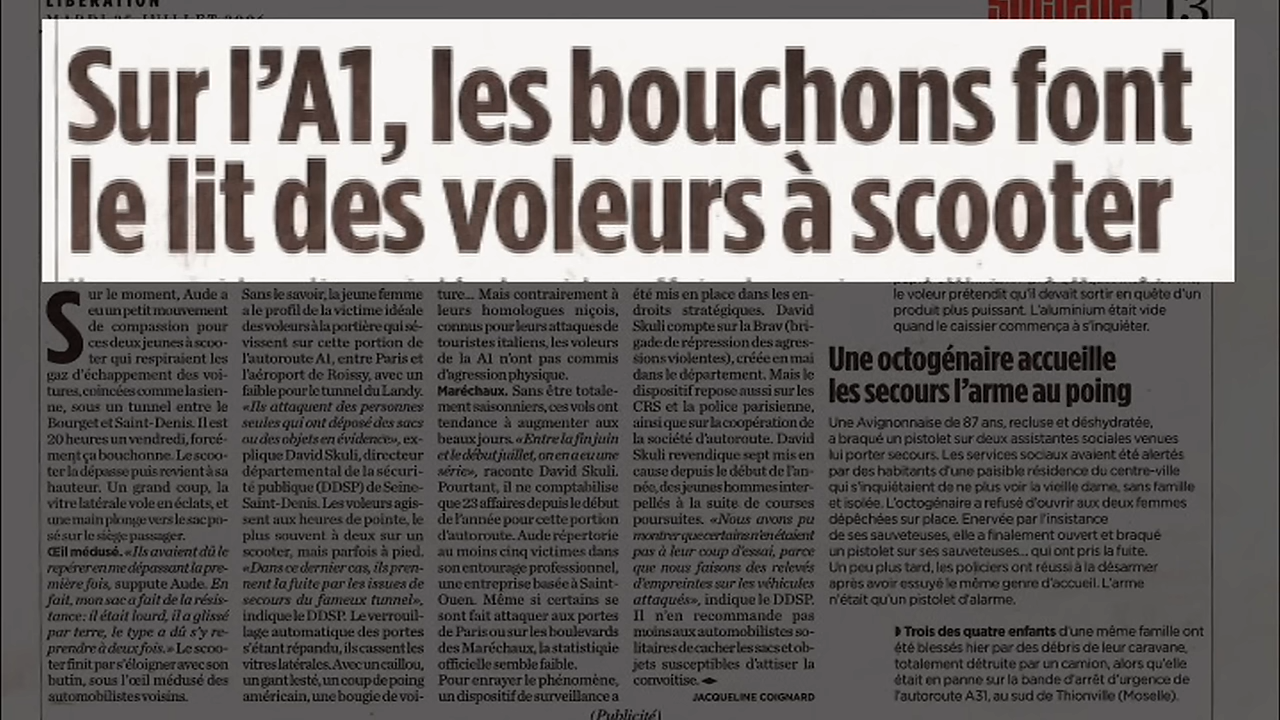 LIBÉRATION
MARDI 25 JUILLET 2006
Société 13
Sur l'A1, les bouchons font
le lit des voleurs à scooter
Sur le moment, Aude a
eu un petit mouvement
de compassion pour
ces deux jeunes à scoo-
ter qui respiraient les
gaz d'échappement des voi-
tures, coincées comme la sien-
ne, sous un tunnel entre le
Bourget et Saint-Denis. Il est
20 heures un vendredi, forcé-
ment ça bouchonne. Le scoo-
ter la dépasse puis revient à sa
hauteur. Un grand coup, la
vitre latérale vole en éclats, et
une main plonge vers le sac po-
sé sur le siège passager.
Œil médusé. «Ils avaient dû le
repérer en me dépassant la pre-
mière fois, suppute Aude. En
fait, mon sac a fait de la résis-
tance: il était lourd, il a glissé
par terre, le type a dû s'y re-
prendre à deux fois.» Le scoo-
ter finit par s'éloigner avec son
butin, sous l'œil médusé des
automobilistes voisins.
Sans le savoir, la jeune femme
a le profil de la victime idéale
des voleurs à la portière qui sé-
vissent sur cette portion de
l'autoroute A1, entre Paris et
l'aéroport de Roissy, avec un
faible pour le tunnel du Landy.
«Ils attaquent des personnes
seules qui ont déposé des sacs
ou des objets en évidence», ex-
plique David Skuli, directeur
départemental de la sécuri-
té publique (DDSP) de Seine-
Saint-Denis. Les voleurs agis-
sent aux heures de pointe, le
plus souvent à deux sur un
scooter, mais parfois à pied.
«Dans ce dernier cas, ils pren-
nent la fuite par les issues de
secours du fameux tunnel»,
indique le DDSP. Le verrouil-
lage automatique des portes
s'étant répandu, ils cassent les
vitres latérales. Avec un caillou,
un gant lesté, un coup de poing
américain, une bougie de voi-
ture... Mais contrairement à
leurs homologues niçois,
connus pour leurs attaques de
touristes italiens, les voleurs
de la A1 n'ont pas commis
d'agression physique.
Maréchaux. Sans être totale-
ment saisonniers, ces vols ont
tendance à augmenter aux
beaux jours. «Entre la fin juin
et le début juillet, on en a eu une
série», raconte David Skuli.
Pourtant, il ne comptabilise
que 23 affaires depuis le début
de l'année pour cette portion
d'autoroute. Aude répertorie
au moins cinq victimes dans
son entourage professionnel,
une entreprise basée à Saint-
Ouen. Même si certains se
sont fait attaquer aux portes
de Paris ou sur les boulevards
des Maréchaux, la statistique
officielle semble faible.
Pour enrayer le phénomène,
un dispositif de surveillance a
été mis en place dans les en-
droits stratégiques. David
Skuli compte sur la Brav (bri-
gade de répression des agres-
sions violentes), créée en mai
dans le département. Mais le
dispositif repose aussi sur les
CRS et la police parisienne,
ainsi que sur la coopération de
la société d'autoroute. David
Skuli revendique sept mis en
cause depuis le début de l'an-
née, des jeunes hommes inter-
pellés à la suite de courses
poursuites. «Nous avons pu
montrer que certains n'en étaient
pas à leur coup d'essai, parce
que nous faisons des relevés
d'empreintes sur les véhicules
attaqués», indique le DDSP.
Il n'en recommande pas
moins aux automobilistes so-
litaires de cacher les sacs et ob-
jets susceptibles d'attiser la
convoitise.
JACQUELINE COIGNARD
le voleur prétendit qu'il devait sortir en quête d'un
produit plus puissant. L'aluminium était vide
quand le caissier commença à s'inquiéter.
Une octogénaire accueille
les secours l'arme au poing
Une Avignonnaise de 87 ans, recluse et déshydratée,
a braqué un pistolet sur deux assistantes sociales venues
lui porter secours. Les services sociaux avaient été alertés
par des habitants d'une paisible résidence du centre-ville
qui s'inquiétaient de ne plus voir la vieille dame, sans famille
et isolée. L'octogénaire a refusé d'ouvrir aux deux femmes
dépêchées sur place. Enervée par l'insistance
de ses sauveteuses, elle a finalement ouvert et braqué
un pistolet sur ses sauveteuses... qui ont pris la fuite.
Un peu plus tard, les policiers ont réussi à la désarmer
après avoir essuyé le même genre d'accueil. L'arme
n'était qu'un pistolet d'alarme.
Trois des quatre enfants d'une même famille ont
été blessés hier par des débris de leur caravane,
totalement détruite par un camion, alors qu'elle
était en panne sur la bande d'arrêt d'urgence de
l'autoroute A31, au sud de Thionville (Moselle).
(Publicité)